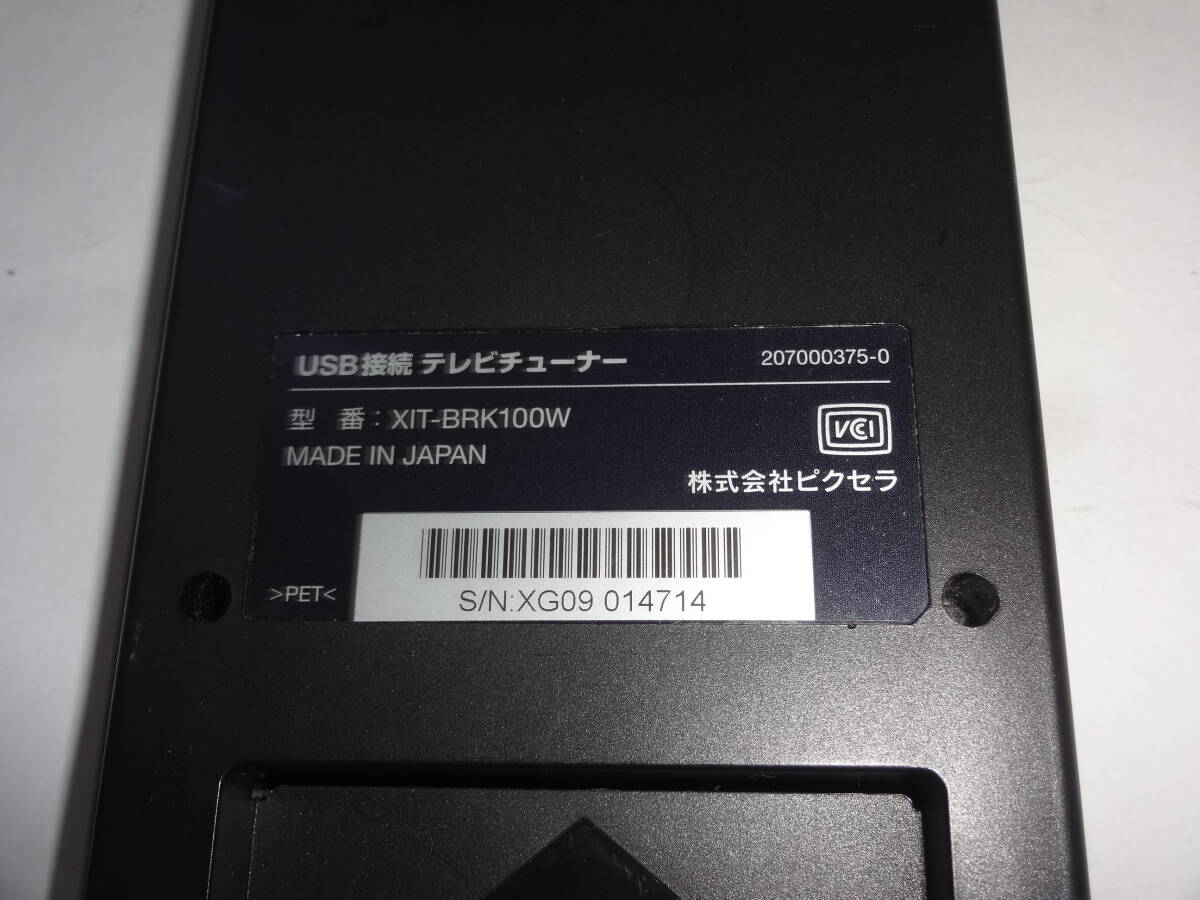 USB接続 テレビチューナー
207000375-0
型 番：XIT-BRK100W
MADE IN JAPAN
VCCI
株式会社ピクセラ
>PET<
S/N:XG09 014714